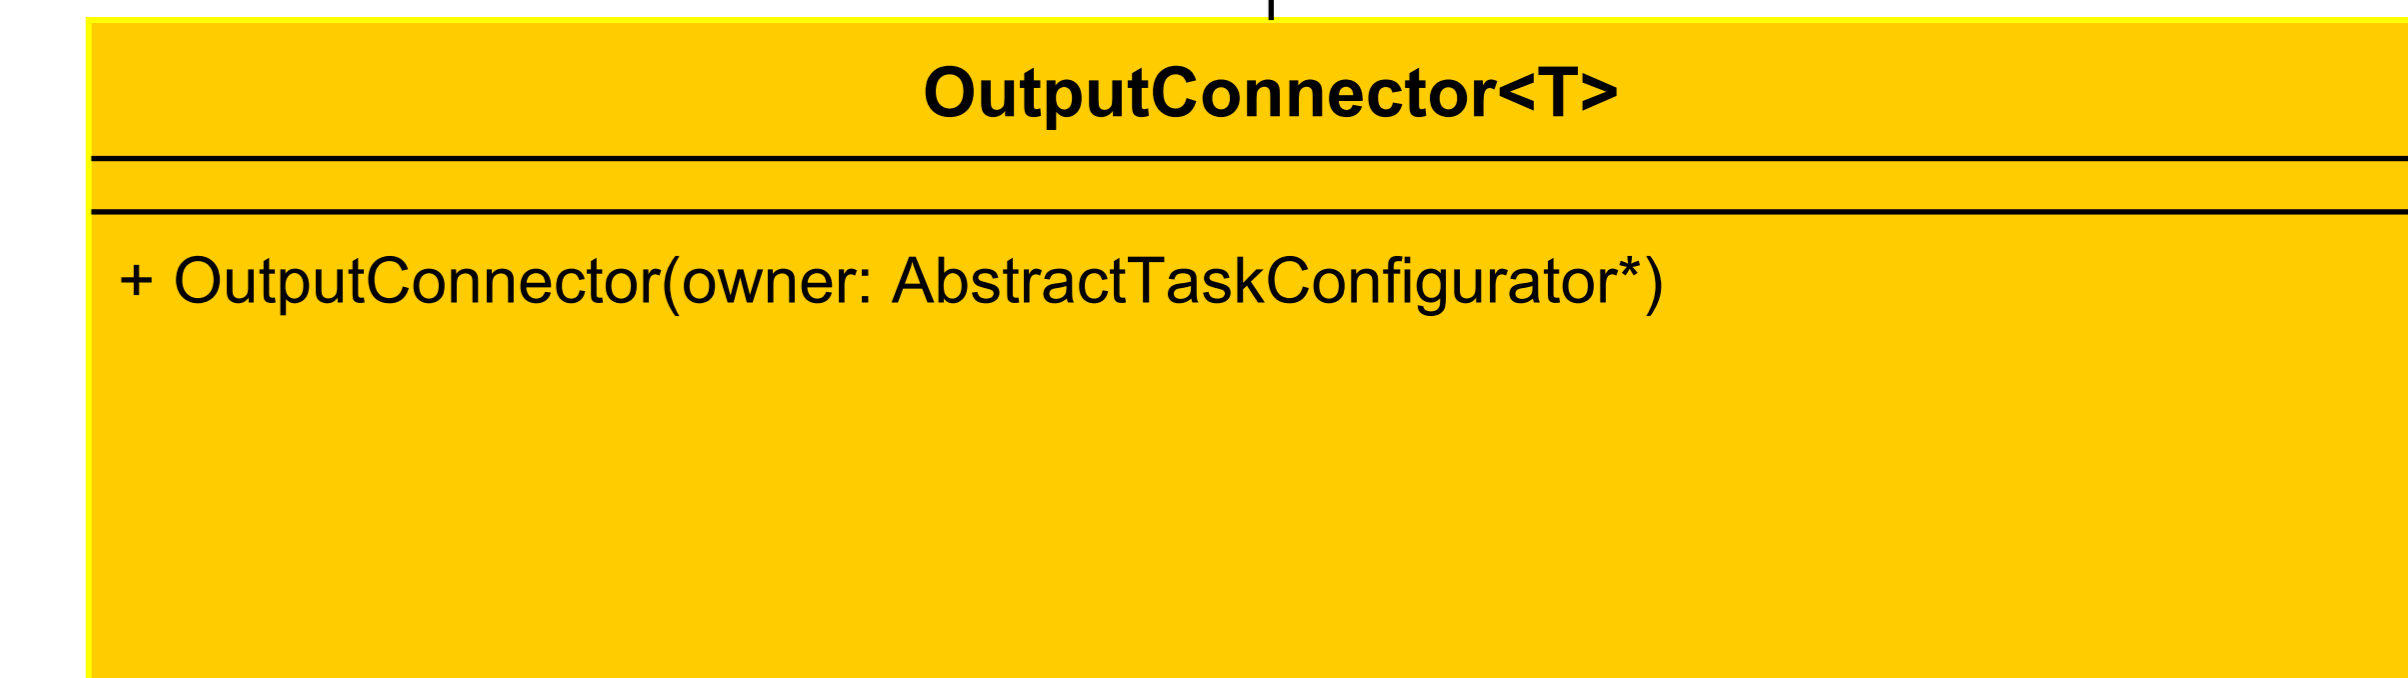 OutputConnector<T>
+ OutputConnector(owner: AbstractTaskConfigurator*)